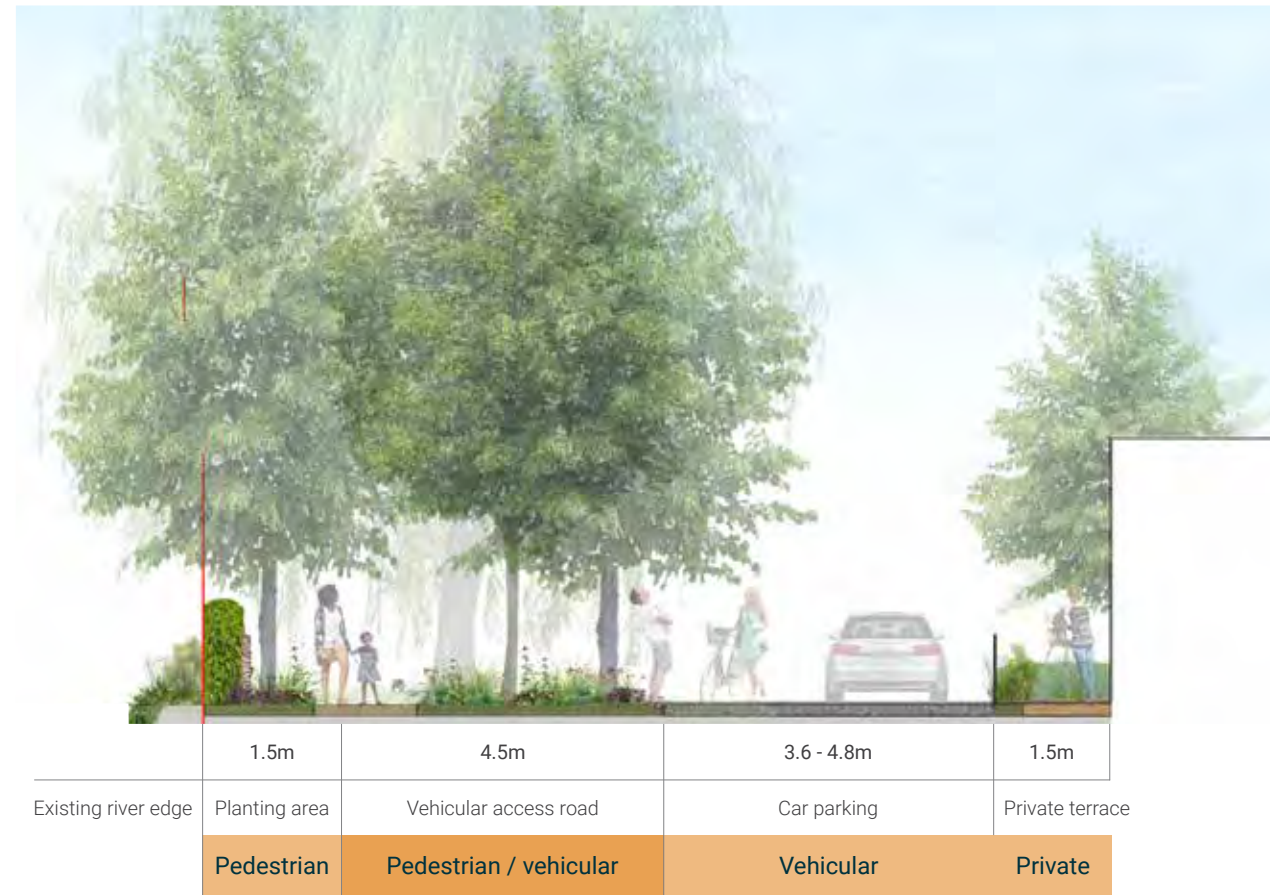 1.5m 4.5m 3.6 - 4.8m 1.5m
Existing river edge Planting area Vehicular access road Car parking Private terrace
Pedestrian Pedestrian / vehicular Vehicular Private